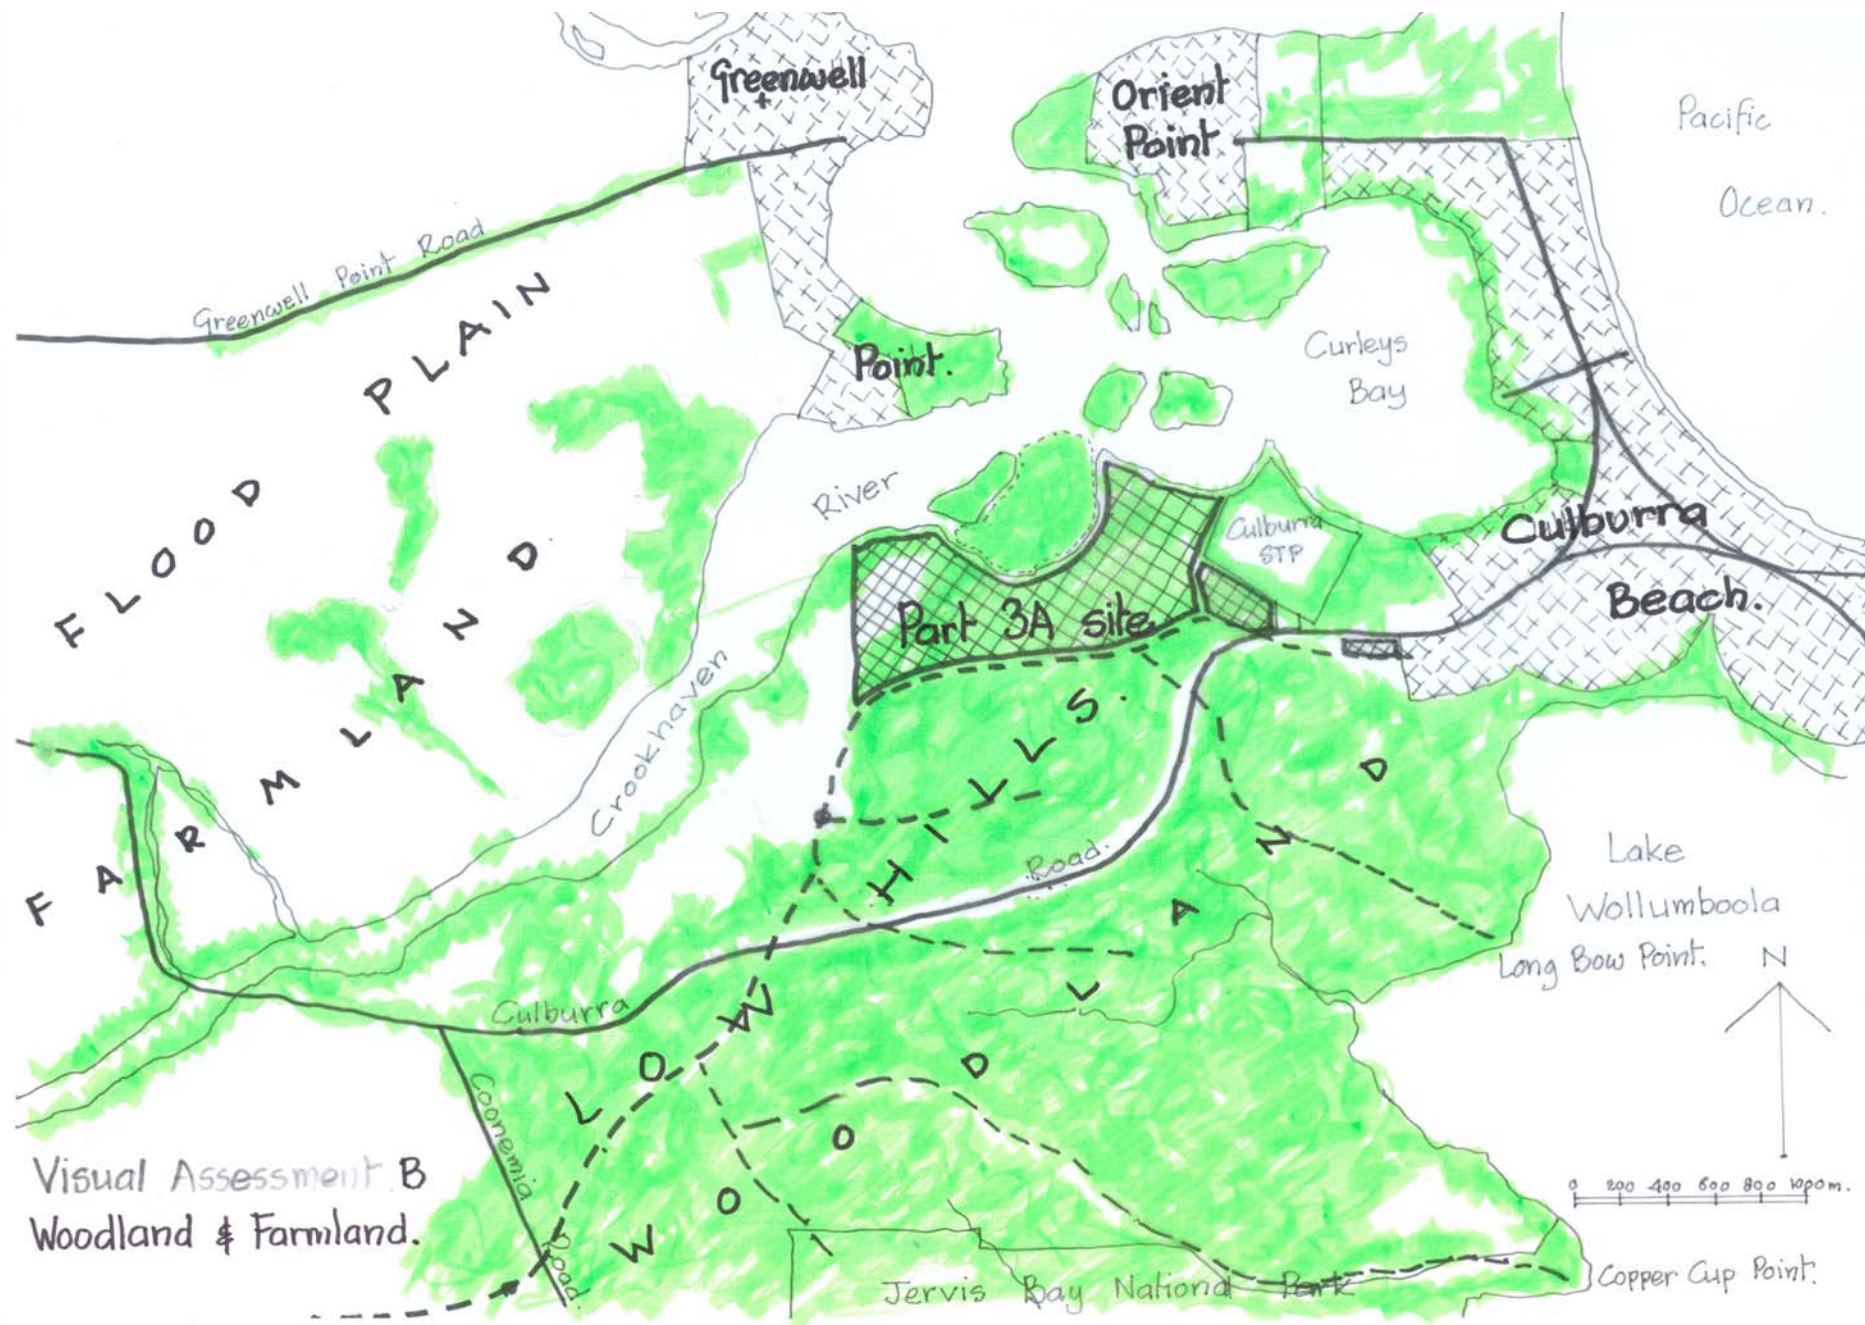 Greenwell
Orient
Point
Pacific
Ocean.
Greenwell Point Road
FLOOD PLAIN
Point.
Curleys
Bay
River
Culburra
STP
Culburra
Beach.
Part 3A site
FARMLAND
Crookhaven
LOW HILLS.
Road.
Lake
Wollumboola
Long Bow Point.
N
Culburra
WOODLAND
Coonemia
Road.
Visual Assessment B
Woodland & Farmland.
0 200 400 600 800 1000m.
Copper Cup Point.
Jervis Bay National Park